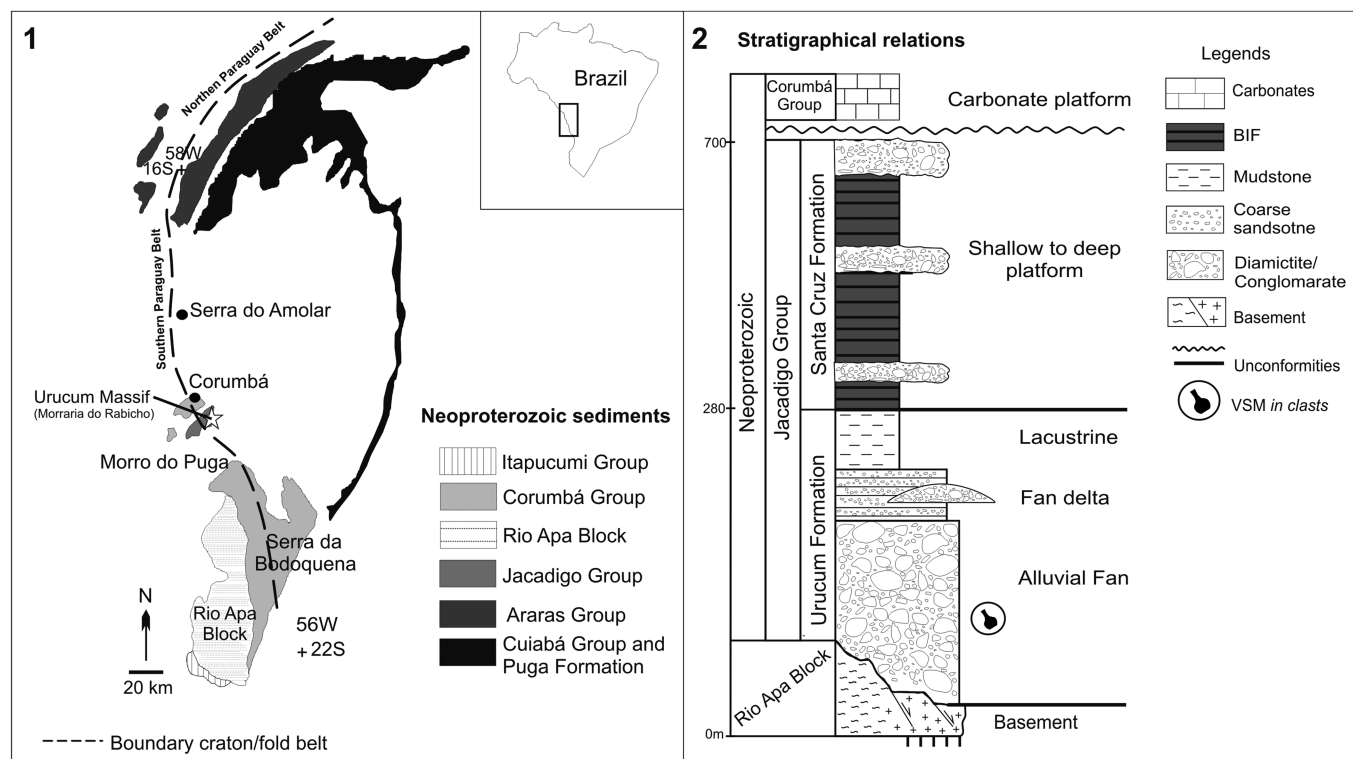 1
Northen Paraguay Belt
Brazil
58W
16S+
Southern Paraguay Belt
Serra do Amolar
Corumbá
Urucum Massif
(Morraria do Rabicho)
Morro do Puga
Serra da
Bodoquena
Rio Apa
Block
N
20 km
56W
+ 22S
Boundary craton/fold belt
Neoproterozoic sediments
Itapucumi Group
Corumbá Group
Rio Apa Block
Jacadigo Group
Araras Group
Cuiabá Group and
Puga Formation
2
Stratigraphical relations
700
280
0m
Neoproterozoic
Corumbá
Group
Jacadigo Group
Santa Cruz Formation
Urucum Formation
Rio Apa Block
Carbonate platform
Shallow to deep
platform
Lacustrine
Fan delta
Alluvial Fan
Basement
Legends
Carbonates
BIF
Mudstone
Coarse
sandsotne
Diamictite/
Conglomarate
Basement
Unconformities
VSM in clasts